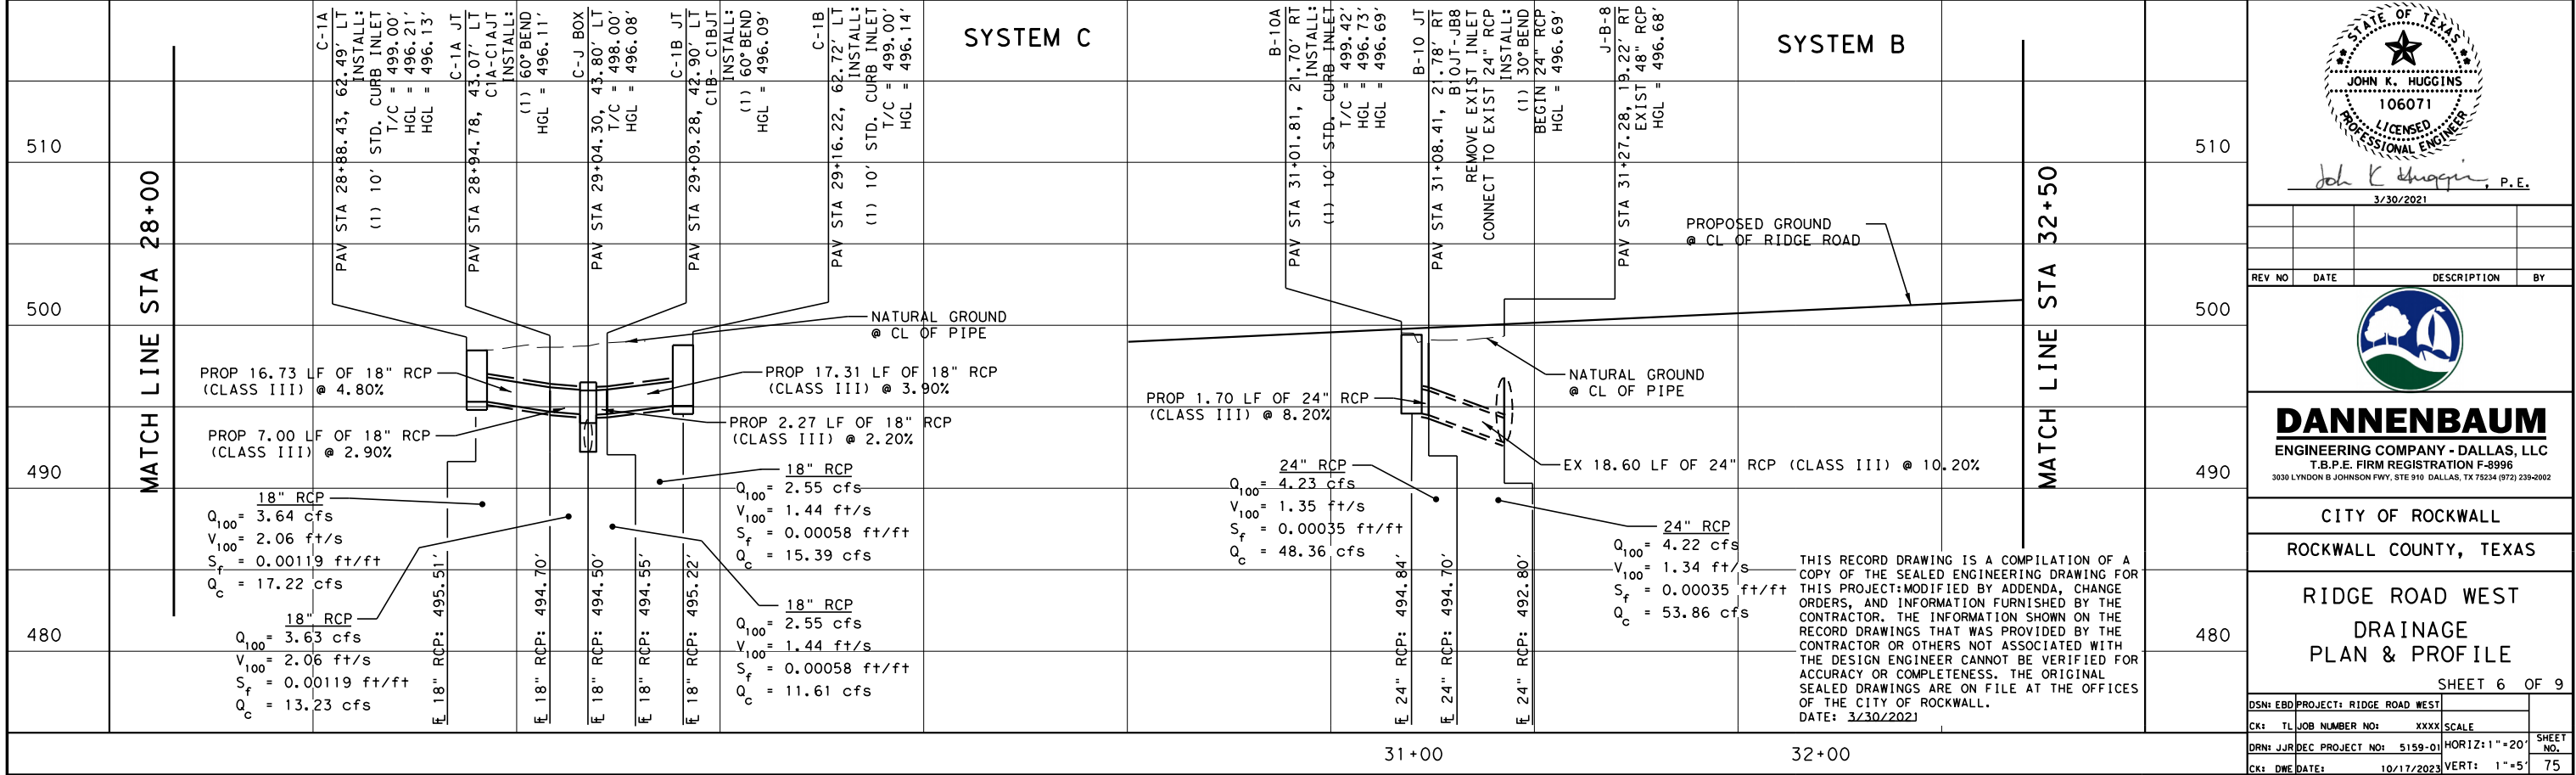 C-1A
PAV STA 28+88.43, 62.49' LT
INSTALL:
(1) 10' STD. CURB INLET
T/C = 499.00'
HGL = 496.21'
HGL = 496.13'
C-1A JT
PAV STA 28+94.78, 43.07' LT
C1A-C1AJT
INSTALL:
(1) 60° BEND
HGL = 496.11'
C-J BOX
PAV STA 29+04.30, 43.80' LT
T/C = 498.00'
HGL = 496.08'
C-1B JT
PAV STA 29+09.28, 42.90' LT
C1B- C1BJT
INSTALL:
(1) 60° BEND
HGL = 496.09'
C-1B
PAV STA 29+16.22, 62.72' LT
INSTALL:
(1) 10' STD. CURB INLET
T/C = 499.00'
HGL = 496.14'
SYSTEM C
B-10A
PAV STA 31+01.81, 21.70' RT
INSTALL:
(1) 10' STD. CURB INLET
T/C = 499.42'
HGL = 496.73'
HGL = 496.69'
B-10 JT
PAV STA 31+08.41, 21.78' RT
B10JT-JB8
REMOVE EXIST INLET
CONNECT TO EXIST 24" RCP
INSTALL:
(1) 30° BEND
BEGIN 24" RCP
HGL = 496.69'
J-B-8
PAV STA 31+27.28, 19.22' RT
EXIST 48" RCP
HGL = 496.68'
SYSTEM B
510
500
490
480
MATCH LINE STA 28+00
NATURAL GROUND
@ CL OF PIPE
PROP 16.73 LF OF 18" RCP
(CLASS III) @ 4.80%
PROP 17.31 LF OF 18" RCP
(CLASS III) @ 3.90%
PROP 7.00 LF OF 18" RCP
(CLASS III) @ 2.90%
PROP 2.27 LF OF 18" RCP
(CLASS III) @ 2.20%
18" RCP
Q100= 3.64 cfs
V100= 2.06 ft/s
Sf = 0.00119 ft/ft
Qc = 17.22 cfs
18" RCP
Q100= 3.63 cfs
V100= 2.06 ft/s
Sf = 0.00119 ft/ft
Qc = 13.23 cfs
18" RCP
Q100= 2.55 cfs
V100= 1.44 ft/s
Sf = 0.00058 ft/ft
Qc = 15.39 cfs
18" RCP
Q100= 2.55 cfs
V100= 1.44 ft/s
Sf = 0.00058 ft/ft
Qc = 11.61 cfs
FL 18" RCP: 495.51'
FL 18" RCP: 494.70'
FL 18" RCP: 494.50'
FL 18" RCP: 494.55'
FL 18" RCP: 495.22'
PROPOSED GROUND
@ CL OF RIDGE ROAD
NATURAL GROUND
@ CL OF PIPE
PROP 1.70 LF OF 24" RCP
(CLASS III) @ 8.20%
EX 18.60 LF OF 24" RCP (CLASS III) @ 10.20%
24" RCP
Q100= 4.23 cfs
V100= 1.35 ft/s
Sf = 0.00035 ft/ft
Qc = 48.36 cfs
24" RCP
Q100= 4.22 cfs
V100= 1.34 ft/s
Sf = 0.00035 ft/ft
Qc = 53.86 cfs
FL 24" RCP: 494.84'
FL 24" RCP: 494.70'
FL 24" RCP: 492.80'
MATCH LINE STA 32+50
510
500
490
480
31+00
32+00
THIS RECORD DRAWING IS A COMPILATION OF A
COPY OF THE SEALED ENGINEERING DRAWING FOR
THIS PROJECT:MODIFIED BY ADDENDA, CHANGE
ORDERS, AND INFORMATION FURNISHED BY THE
CONTRACTOR. THE INFORMATION SHOWN ON THE
RECORD DRAWINGS THAT WAS PROVIDED BY THE
CONTRACTOR OR OTHERS NOT ASSOCIATED WITH
THE DESIGN ENGINEER CANNOT BE VERIFIED FOR
ACCURACY OR COMPLETENESS. THE ORIGINAL
SEALED DRAWINGS ARE ON FILE AT THE OFFICES
OF THE CITY OF ROCKWALL.
DATE: 3/30/2021
STATE OF TEXAS
JOHN K. HUGGINS
106071
LICENSED
PROFESSIONAL ENGINEER
Joh K Huggins, P.E.
3/30/2021
REV NO DATE DESCRIPTION BY
DANNENBAUM
ENGINEERING COMPANY - DALLAS, LLC
T.B.P.E. FIRM REGISTRATION F-8996
3030 LYNDON B JOHNSON FWY, STE 910 DALLAS, TX 75234 (972) 239-2002
CITY OF ROCKWALL
ROCKWALL COUNTY, TEXAS
RIDGE ROAD WEST
DRAINAGE
PLAN & PROFILE
SHEET 6 OF 9
DSN: EBD PROJECT: RIDGE ROAD WEST
CK: TL JOB NUMBER NO: XXXX SCALE
DRN: JJR DEC PROJECT NO: 5159-01 HORIZ:1"=20' SHEET NO.
CK: DWE DATE: 10/17/2023 VERT: 1"=5' 75